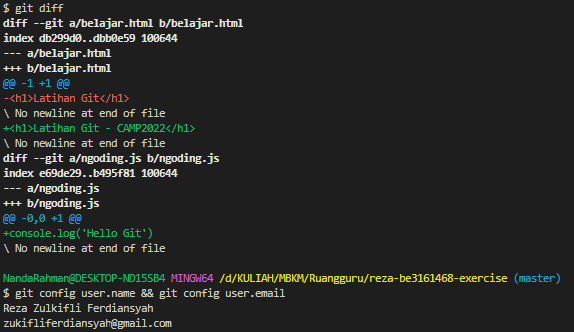 $ git diff
diff --git a/belajar.html b/belajar.html
index db299d0..dbb0e59 100644
--- a/belajar.html
+++ b/belajar.html
@@ -1 +1 @@
-<h1>Latihan Git</h1>
\ No newline at end of file
+<h1>Latihan Git - CAMP2022</h1>
\ No newline at end of file
diff --git a/ngoding.js b/ngoding.js
index e69de29..b495f81 100644
--- a/ngoding.js
+++ b/ngoding.js
@@ -0,0 +1 @@
+console.log('Hello Git')
\ No newline at end of file
NandaRahman@DESKTOP-ND15SB4 MINGW64 /d/KULIAH/MBKM/Ruangguru/reza-be3161468-exercise (master)
$ git config user.name && git config user.email
Reza Zulkifli Ferdiansyah
zukifliferdiansyah@gmail.com